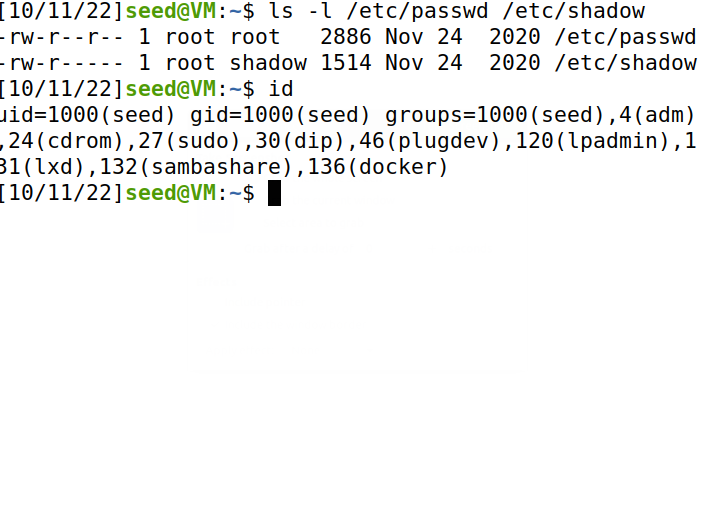 [10/11/22]seed@VM:~$ ls -l /etc/passwd /etc/shadow
-rw-r--r-- 1 root root   2886 Nov 24  2020 /etc/passwd
-rw-r----- 1 root shadow 1514 Nov 24  2020 /etc/shadow
[10/11/22]seed@VM:~$ id
uid=1000(seed) gid=1000(seed) groups=1000(seed),4(adm)
,24(cdrom),27(sudo),30(dip),46(plugdev),120(lpadmin),1
31(lxd),132(sambashare),136(docker)
[10/11/22]seed@VM:~$